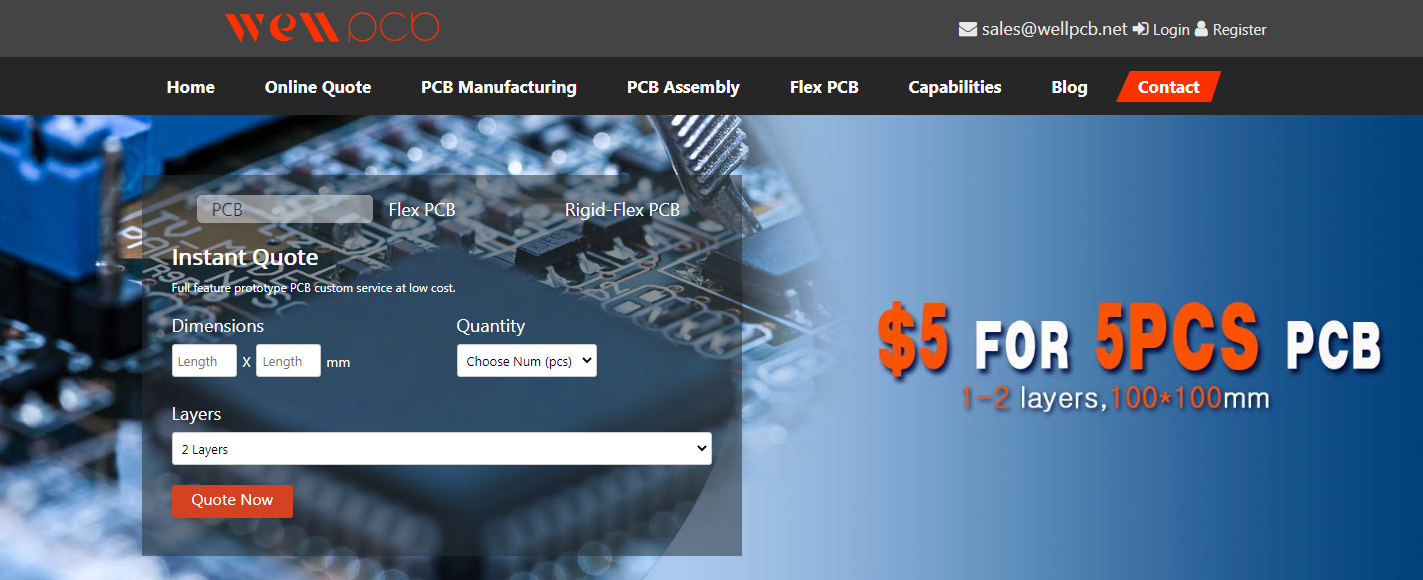 well pcb
sales@wellpcb.net Login Register
Home Online Quote PCB Manufacturing PCB Assembly Flex PCB Capabilities Blog Contact
PCB Flex PCB Rigid-Flex PCB
Instant Quote
Full feature prototype PCB custom service at low cost.
Dimensions Quantity
Length X Length mm Choose Num (pcs)
Layers
2 Layers
Quote Now
$5 FOR 5PCS PCB
1-2 layers,100*100mm